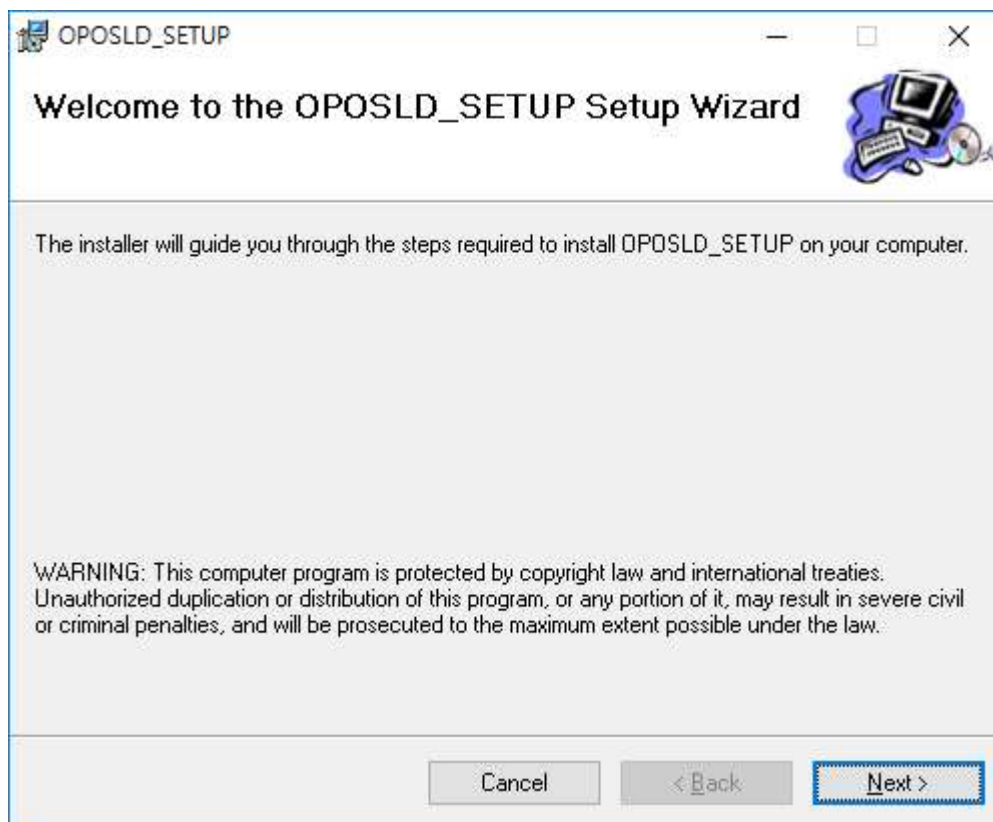 OPOSLD_SETUP
Welcome to the OPOSLD_SETUP Setup Wizard
The installer will guide you through the steps required to install OPOSLD_SETUP on your computer.
WARNING: This computer program is protected by copyright law and international treaties.
Unauthorized duplication or distribution of this program, or any portion of it, may result in severe civil
or criminal penalties, and will be prosecuted to the maximum extent possible under the law.
Cancel
< Back
Next >